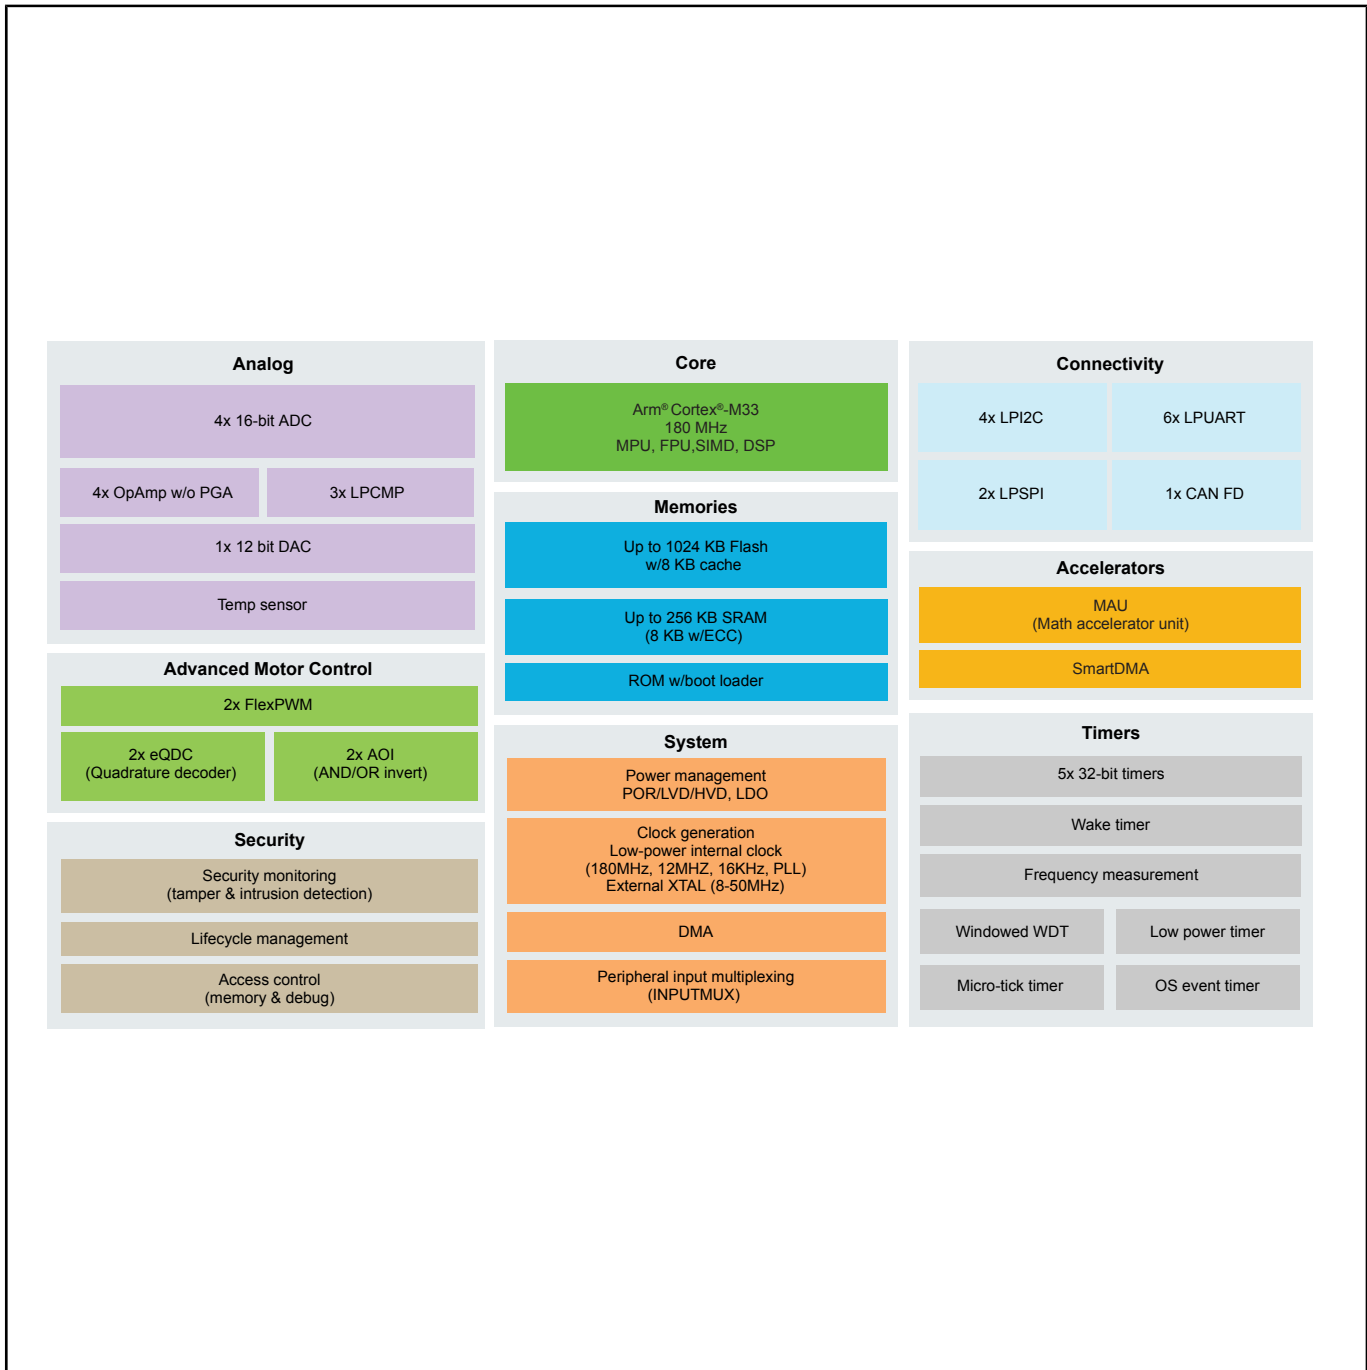 Analog
4x 16-bit ADC
4x OpAmp w/o PGA
3x LPCMP
1x 12 bit DAC
Temp sensor
Advanced Motor Control
2x FlexPWM
2x eQDC
(Quadrature decoder)
2x AOI
(AND/OR invert)
Security
Security monitoring
(tamper & intrusion detection)
Lifecycle management
Access control
(memory & debug)
Core
Arm® Cortex®-M33
180 MHz
MPU, FPU,SIMD, DSP
Memories
Up to 1024 KB Flash
w/8 KB cache
Up to 256 KB SRAM
(8 KB w/ECC)
ROM w/boot loader
System
Power management
POR/LVD/HVD, LDO
Clock generation
Low-power internal clock
(180MHz, 12MHZ, 16KHz, PLL)
External XTAL (8-50MHz)
DMA
Peripheral input multiplexing
(INPUTMUX)
Connectivity
4x LPI2C
6x LPUART
2x LPSPI
1x CAN FD
Accelerators
MAU
(Math accelerator unit)
SmartDMA
Timers
5x 32-bit timers
Wake timer
Frequency measurement
Windowed WDT
Low power timer
Micro-tick timer
OS event timer